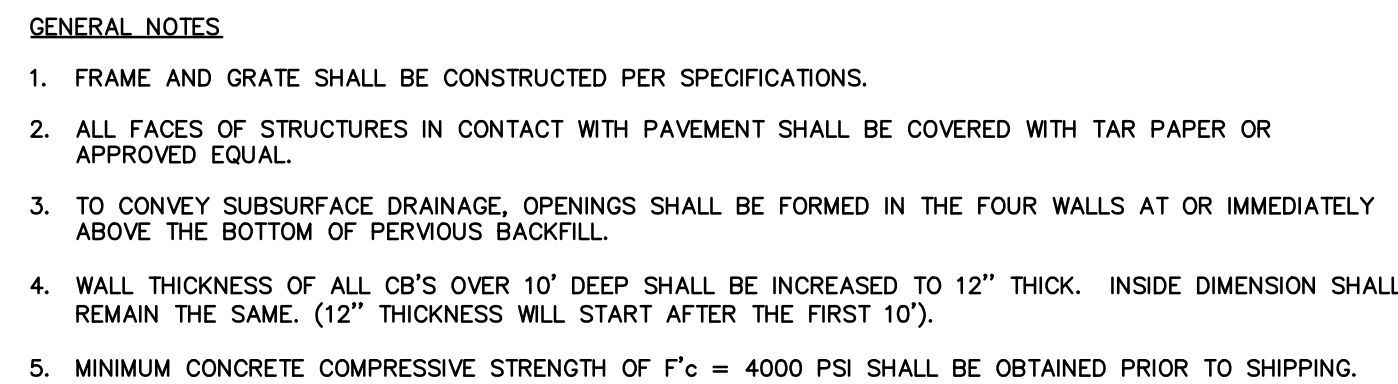 GENERAL NOTES
1. FRAME AND GRATE SHALL BE CONSTRUCTED PER SPECIFICATIONS.
2. ALL FACES OF STRUCTURES IN CONTACT WITH PAVEMENT SHALL BE COVERED WITH TAR PAPER OR
APPROVED EQUAL.
3. TO CONVEY SUBSURFACE DRAINAGE, OPENINGS SHALL BE FORMED IN THE FOUR WALLS AT OR IMMEDIATELY
ABOVE THE BOTTOM OF PERVIOUS BACKFILL.
4. WALL THICKNESS OF ALL CB'S OVER 10' DEEP SHALL BE INCREASED TO 12" THICK. INSIDE DIMENSION SHALL
REMAIN THE SAME. (12" THICKNESS WILL START AFTER THE FIRST 10').
5. MINIMUM CONCRETE COMPRESSIVE STRENGTH OF F'c = 4000 PSI SHALL BE OBTAINED PRIOR TO SHIPPING.